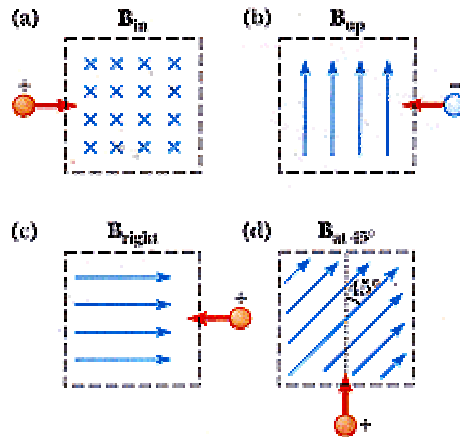 (a) B_in
+
(b) B_up
−
(c) B_right
+
(d) B_at 45°
45°
+